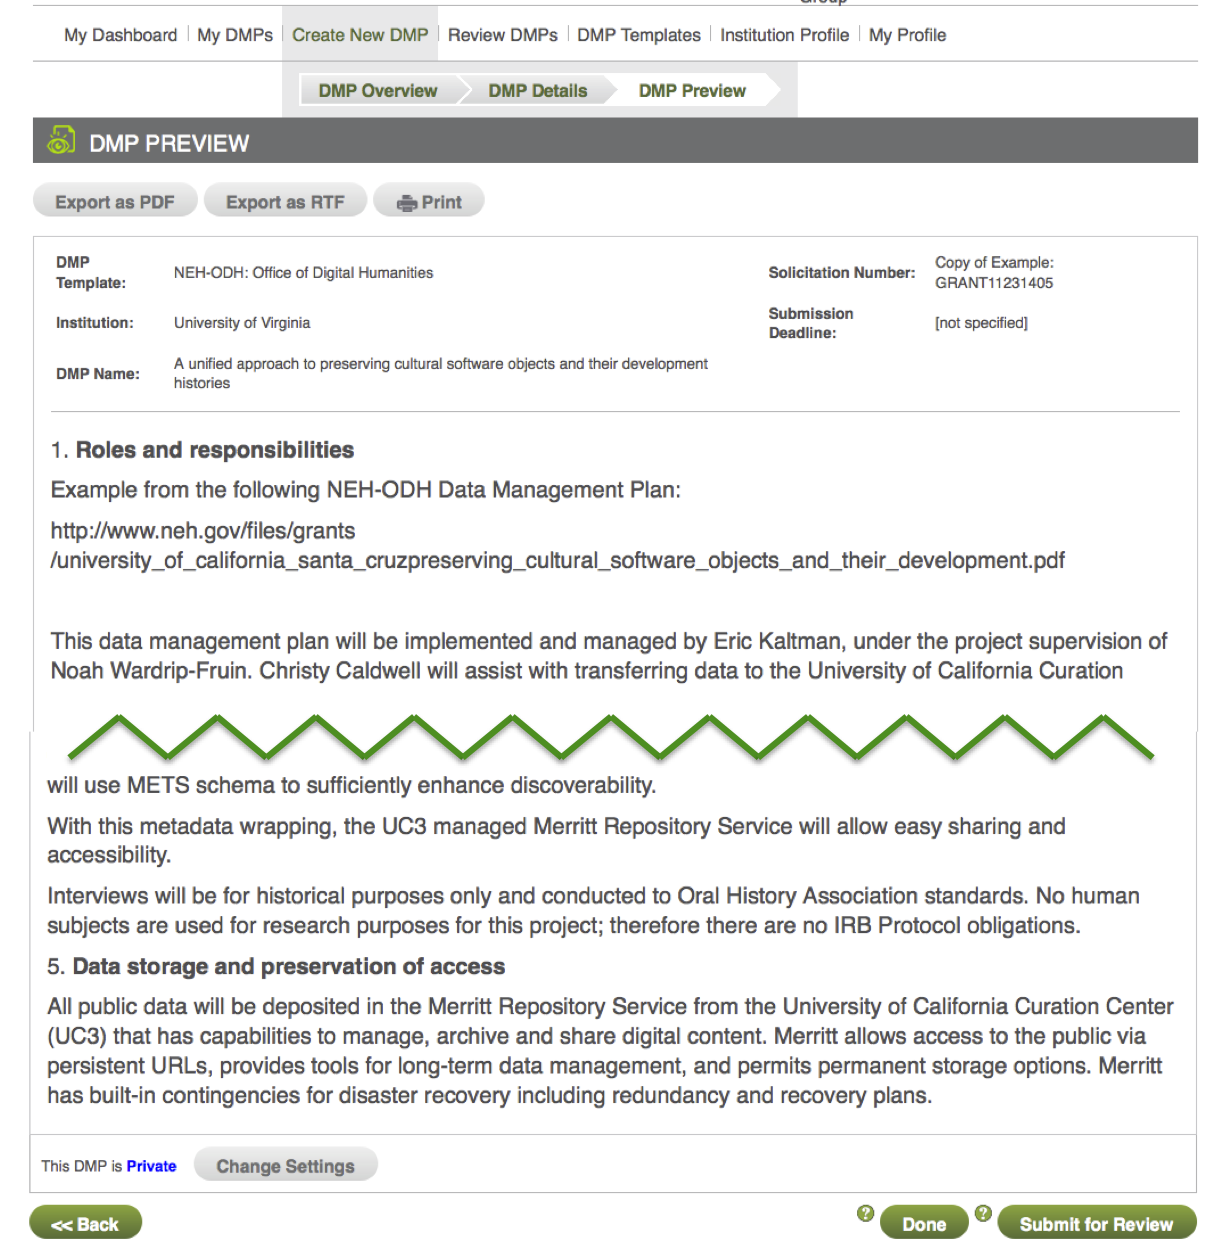 Group
My Dashboard | My DMPs | Create New DMP | Review DMPs | DMP Templates | Institution Profile | My Profile
DMP Overview DMP Details DMP Preview
DMP PREVIEW
Export as PDF Export as RTF Print
DMP Template: NEH-ODH: Office of Digital Humanities Solicitation Number: Copy of Example: GRANT11231405
Institution: University of Virginia Submission Deadline: [not specified]
DMP Name: A unified approach to preserving cultural software objects and their development
histories
1. Roles and responsibilities
Example from the following NEH-ODH Data Management Plan:
http://www.neh.gov/files/grants
/university_of_california_santa_cruzpreserving_cultural_software_objects_and_their_development.pdf
This data management plan will be implemented and managed by Eric Kaltman, under the project supervision of
Noah Wardrip-Fruin. Christy Caldwell will assist with transferring data to the University of California Curation
will use METS schema to sufficiently enhance discoverability.
With this metadata wrapping, the UC3 managed Merritt Repository Service will allow easy sharing and
accessibility.
Interviews will be for historical purposes only and conducted to Oral History Association standards. No human
subjects are used for research purposes for this project; therefore there are no IRB Protocol obligations.
5. Data storage and preservation of access
All public data will be deposited in the Merritt Repository Service from the University of California Curation Center
(UC3) that has capabilities to manage, archive and share digital content. Merritt allows access to the public via
persistent URLs, provides tools for long-term data management, and permits permanent storage options. Merritt
has built-in contingencies for disaster recovery including redundancy and recovery plans.
This DMP is Private Change Settings
<< Back ? Done ? Submit for Review